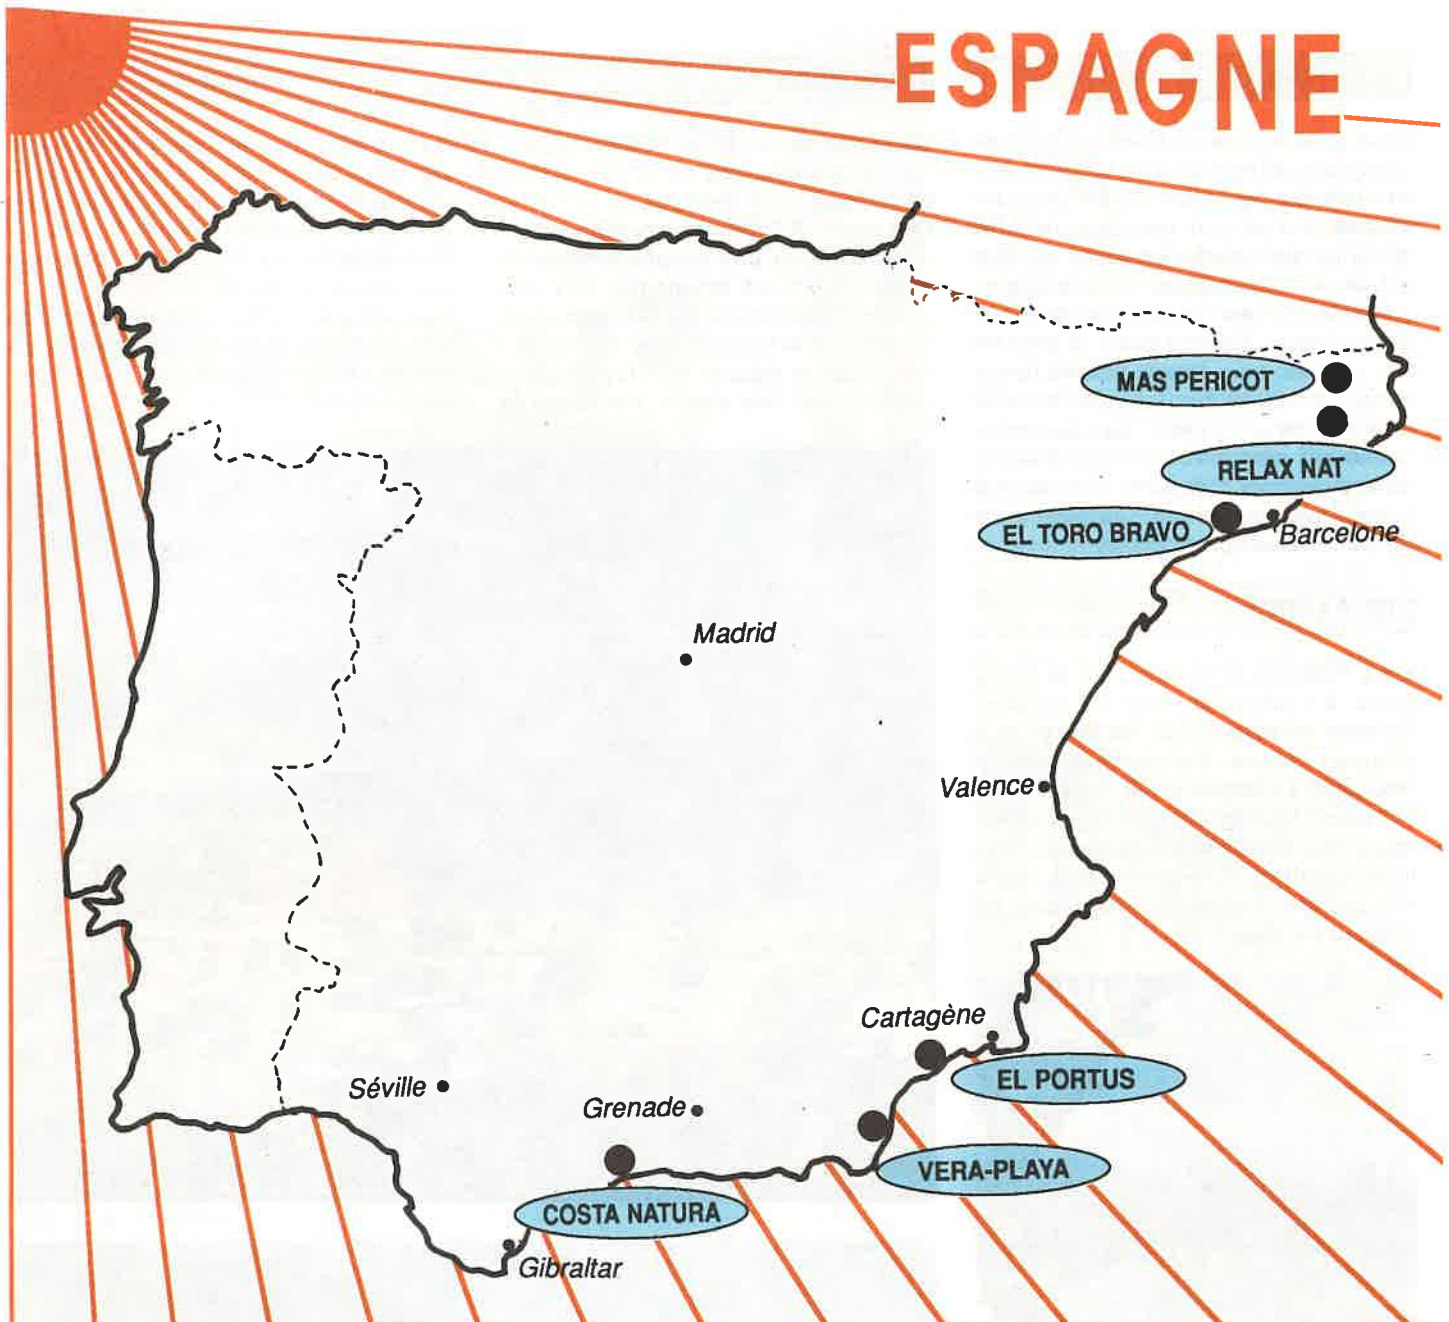 ESPAGNE
MAS PERICOT
RELAX NAT
EL TORO BRAVO
Barcelone
Madrid
Valence
Cartagène
EL PORTUS
Séville
Grenade
VERA-PLAYA
COSTA NATURA
Gibraltar